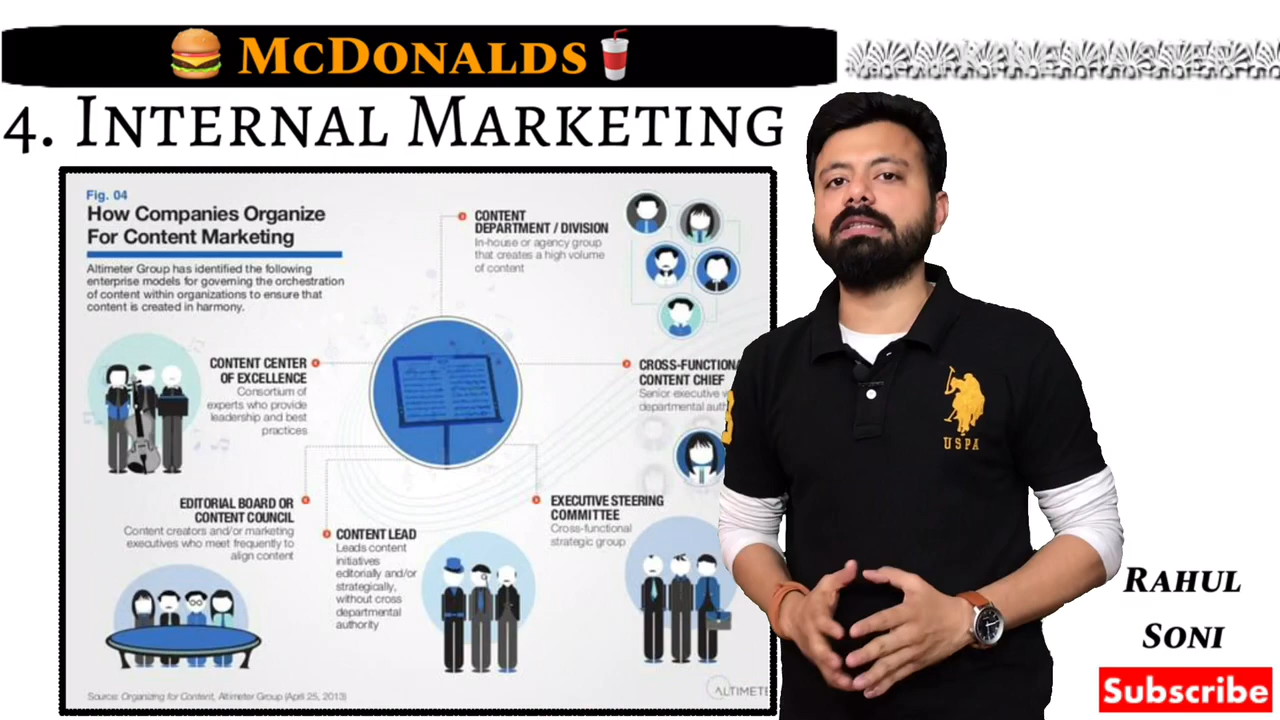 🍔 McDonalds 🥤
4. Internal Marketing
Fig. 04
How Companies Organize
For Content Marketing
Altimeter Group has identified the following
enterprise models for governing the orchestration
of content within organizations to ensure that
content is created in harmony.
CONTENT
DEPARTMENT / DIVISION
In-house or agency group
that creates a high volume
of content
CONTENT CENTER
OF EXCELLENCE
Consortium of
experts who provide
leadership and best
practices
CROSS-FUNCTIONA
CONTENT CHIEF
Senior executive
departmental
EDITORIAL BOARD OR
CONTENT COUNCIL
Content creators and/or marketing
executives who meet frequently to
align content
CONTENT LEAD
Leads content
initiatives
editorially and/or
strategically,
without cross
departmental
authority
EXECUTIVE STEERING
COMMITTEE
Cross-functional
strategic group
Source: Organizing for Content, Altimeter Group (April 25, 2013)
ALTIMETE
USPA
Rahul
Soni
Subscribe